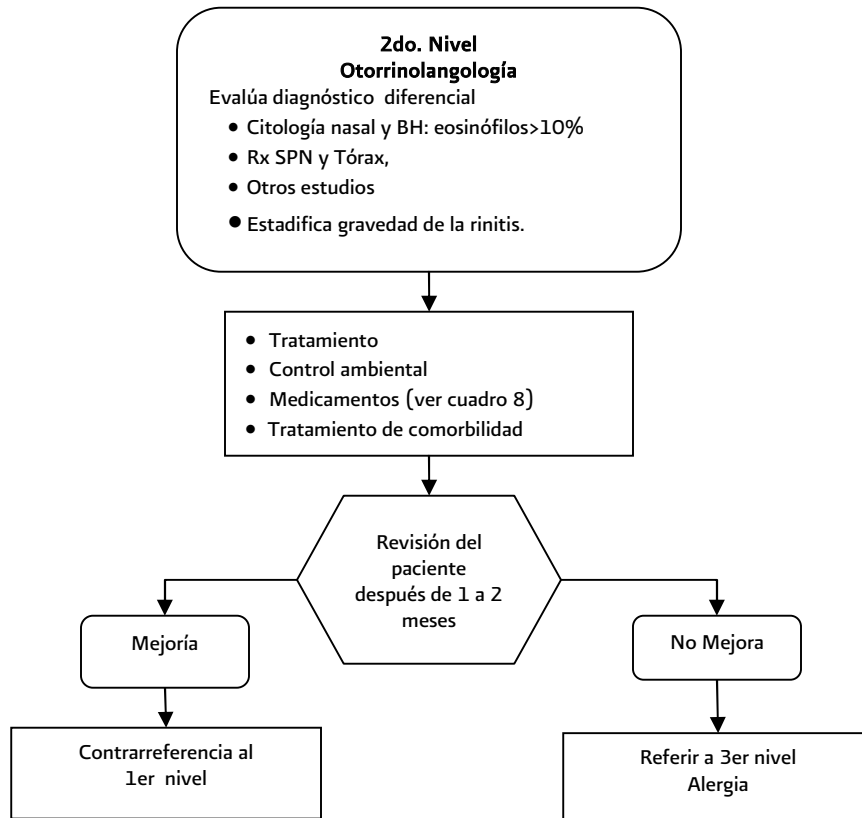 2do. Nivel
Otorrinolangología
Evalúa diagnóstico diferencial
• Citología nasal y BH: eosinófilos>10%
• Rx SPN y Tórax,
• Otros estudios
• Estadifica gravedad de la rinitis.
• Tratamiento
• Control ambiental
• Medicamentos (ver cuadro 8)
• Tratamiento de comorbilidad
Revisión del
paciente
después de 1 a 2
meses
Mejoría
No Mejora
Contrarreferencia al
1er nivel
Referir a 3er nivel
Alergia